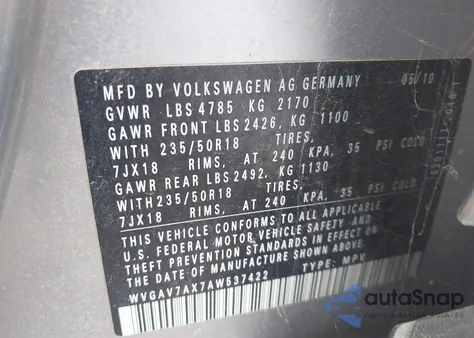 MFD BY VOLKSWAGEN AG GERMANY 05/10
GVWR LBS 4785 KG 2170
GAWR FRONT LBS 2426, KG 1100
WITH 235/50R18 TIRES,
7JX18 RIMS, AT 240 KPA, 35 PSI COLD
GAWR REAR LBS 2492, KG 1130
WITH 235/50R18 TIRES,
7JX18 RIMS, AT 240 KPA, 35 PSI COLD
THIS VEHICLE CONFORMS TO ALL APPLICABLE
U.S. FEDERAL MOTOR VEHICLE SAFETY AND
THEFT PREVENTION STANDARDS IN EFFECT ON
THE DATE OF MANUFACTURE SHOWN ABOVE
WVGAV7AX7AW537422 TYPE: MPV
autoSnap